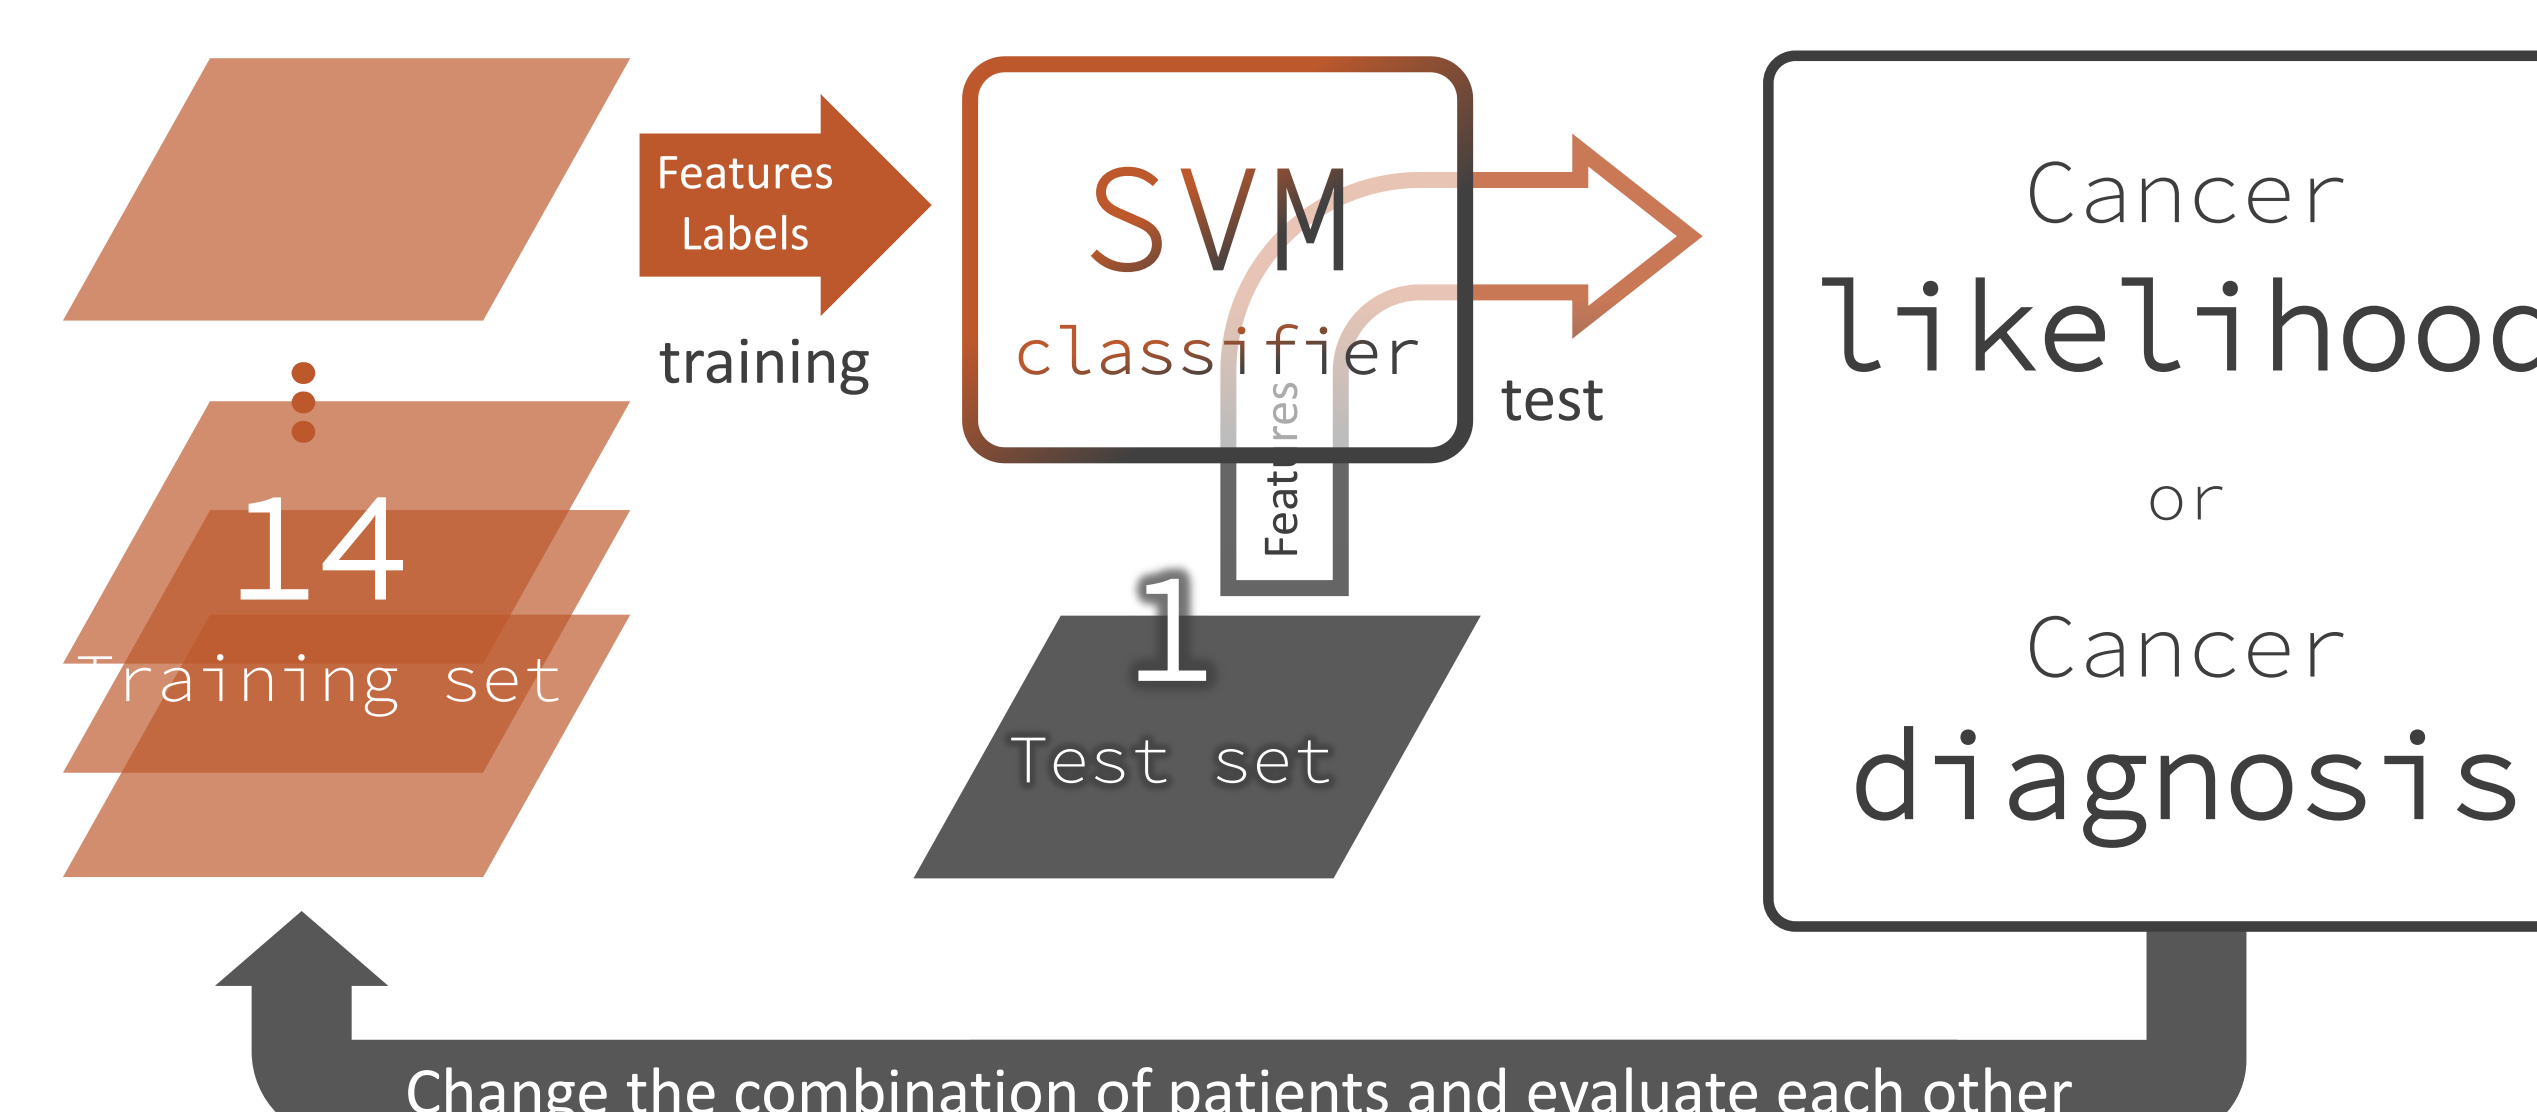 Features
Labels
training
14
Training set
SVM
classifier
Features
test
1
Test set
Cancer
likelihood
or
Cancer
diagnosis
Change the combination of patients and evaluate each other